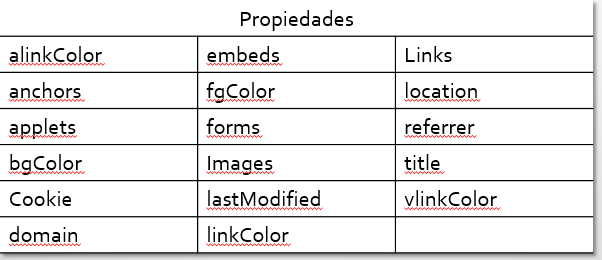 Propiedades
alinkColor embeds Links
anchors fgColor location
applets forms referrer
bgColor Images title
Cookie lastModified vlinkColor
domain linkColor